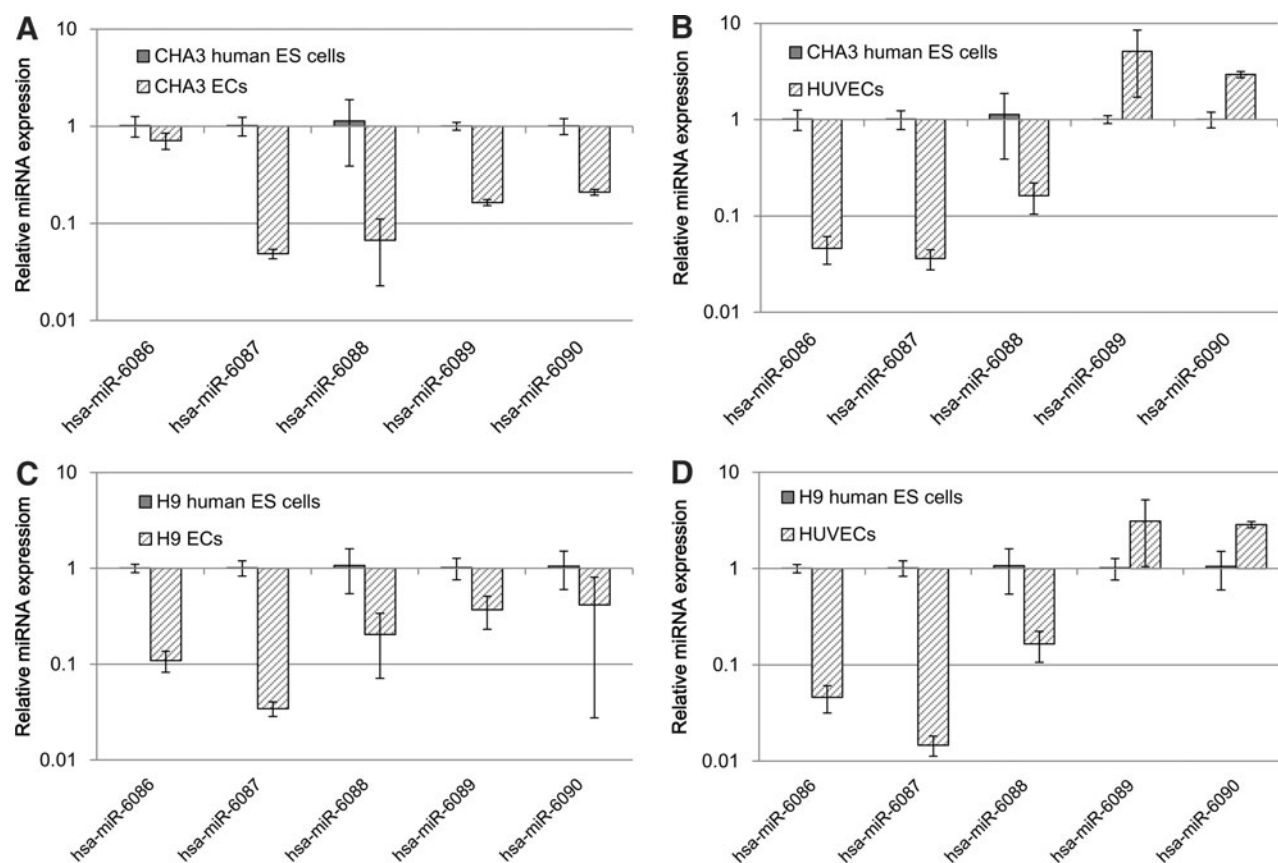 A
Relative miRNA expression
10
1
0.1
0.01
CHA3 human ES cells
CHA3 ECs
hsa-miR-6086
hsa-miR-6087
hsa-miR-6088
hsa-miR-6089
hsa-miR-6090
B
Relative miRNA expression
10
1
0.1
0.01
CHA3 human ES cells
HUVECs
hsa-miR-6086
hsa-miR-6087
hsa-miR-6088
hsa-miR-6089
hsa-miR-6090
C
Relative miRNA expressiom
10
1
0.1
0.01
H9 human ES cells
H9 ECs
hsa-miR-6086
hsa-miR-6087
hsa-miR-6088
hsa-miR-6089
hsa-miR-6090
D
Relative miRNA expression
10
1
0.1
0.01
H9 human ES cells
HUVECs
hsa-miR-6086
hsa-miR-6087
hsa-miR-6088
hsa-miR-6089
hsa-miR-6090